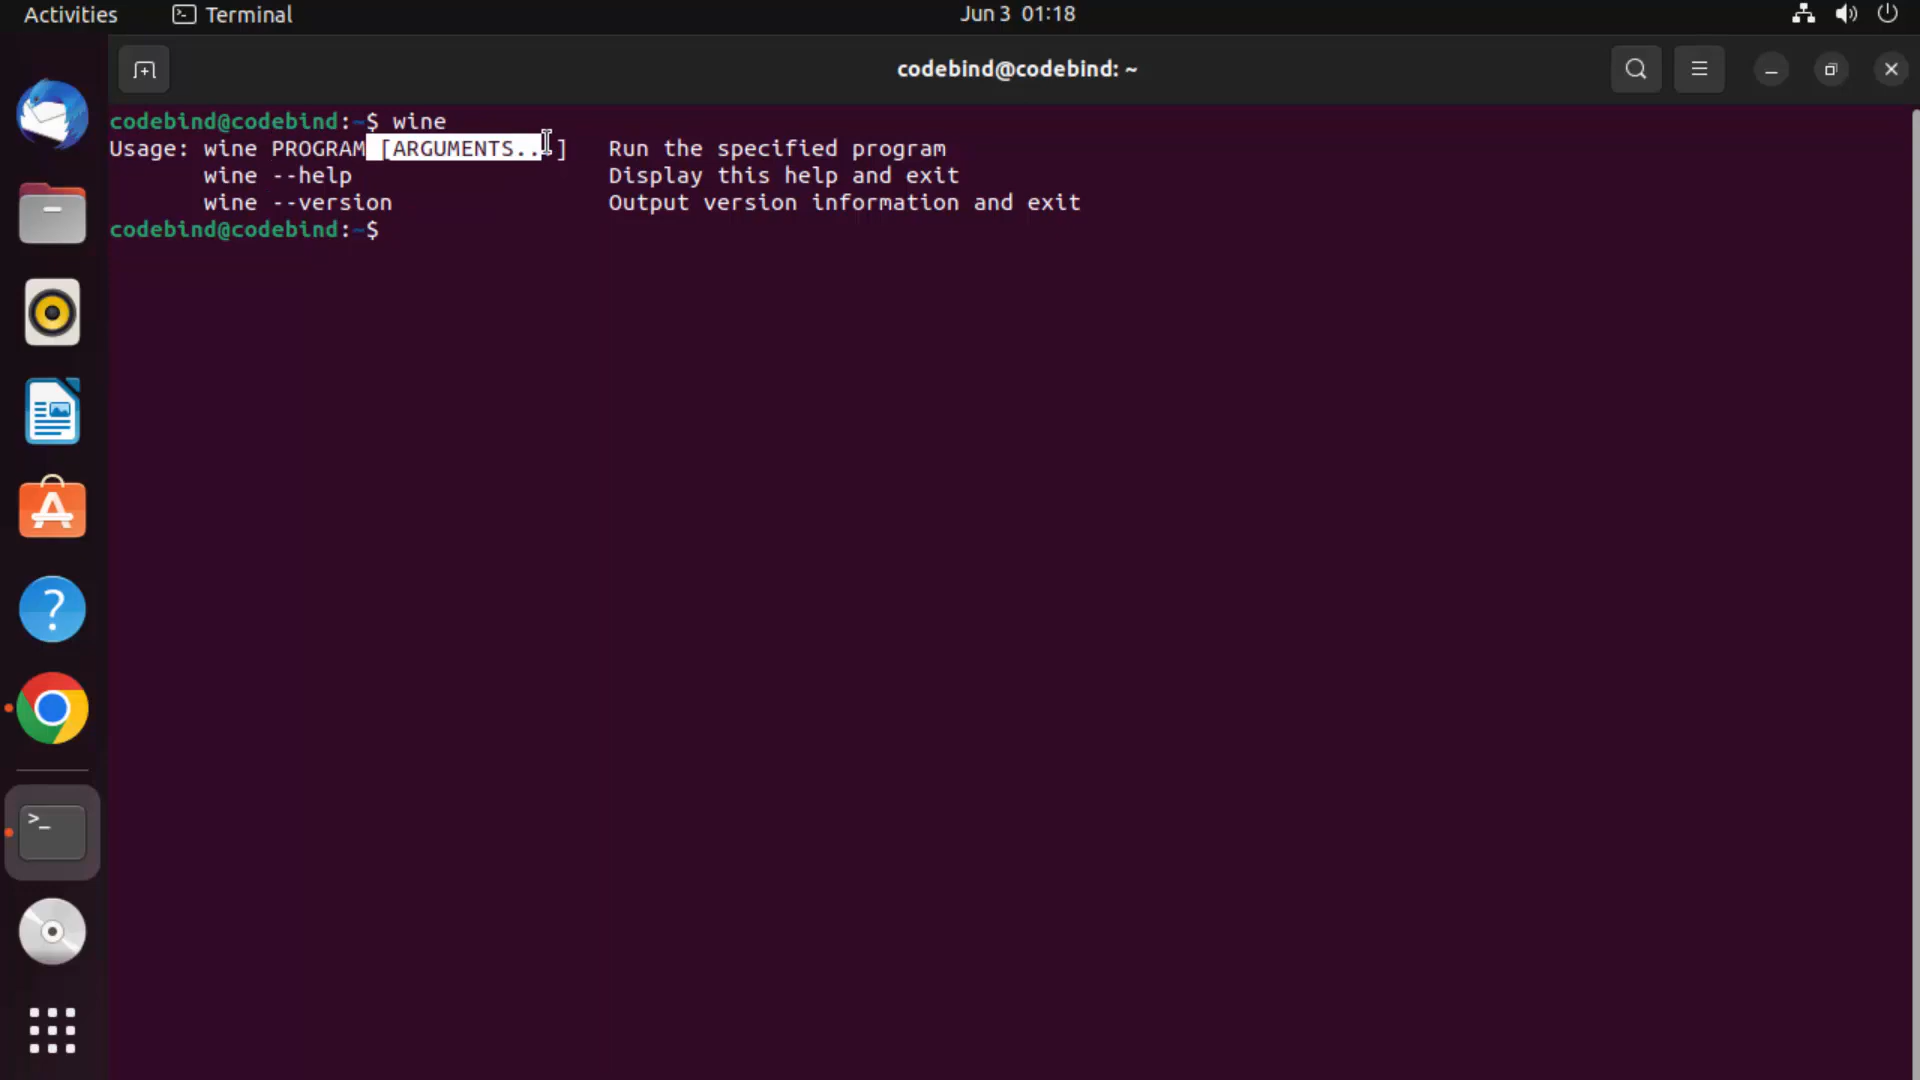 Activities Terminal Jun 3 01:18
codebind@codebind: ~
codebind@codebind:~$ wine
Usage: wine PROGRAM [ARGUMENTS...] Run the specified program
wine --help Display this help and exit
wine --version Output version information and exit
codebind@codebind:~$